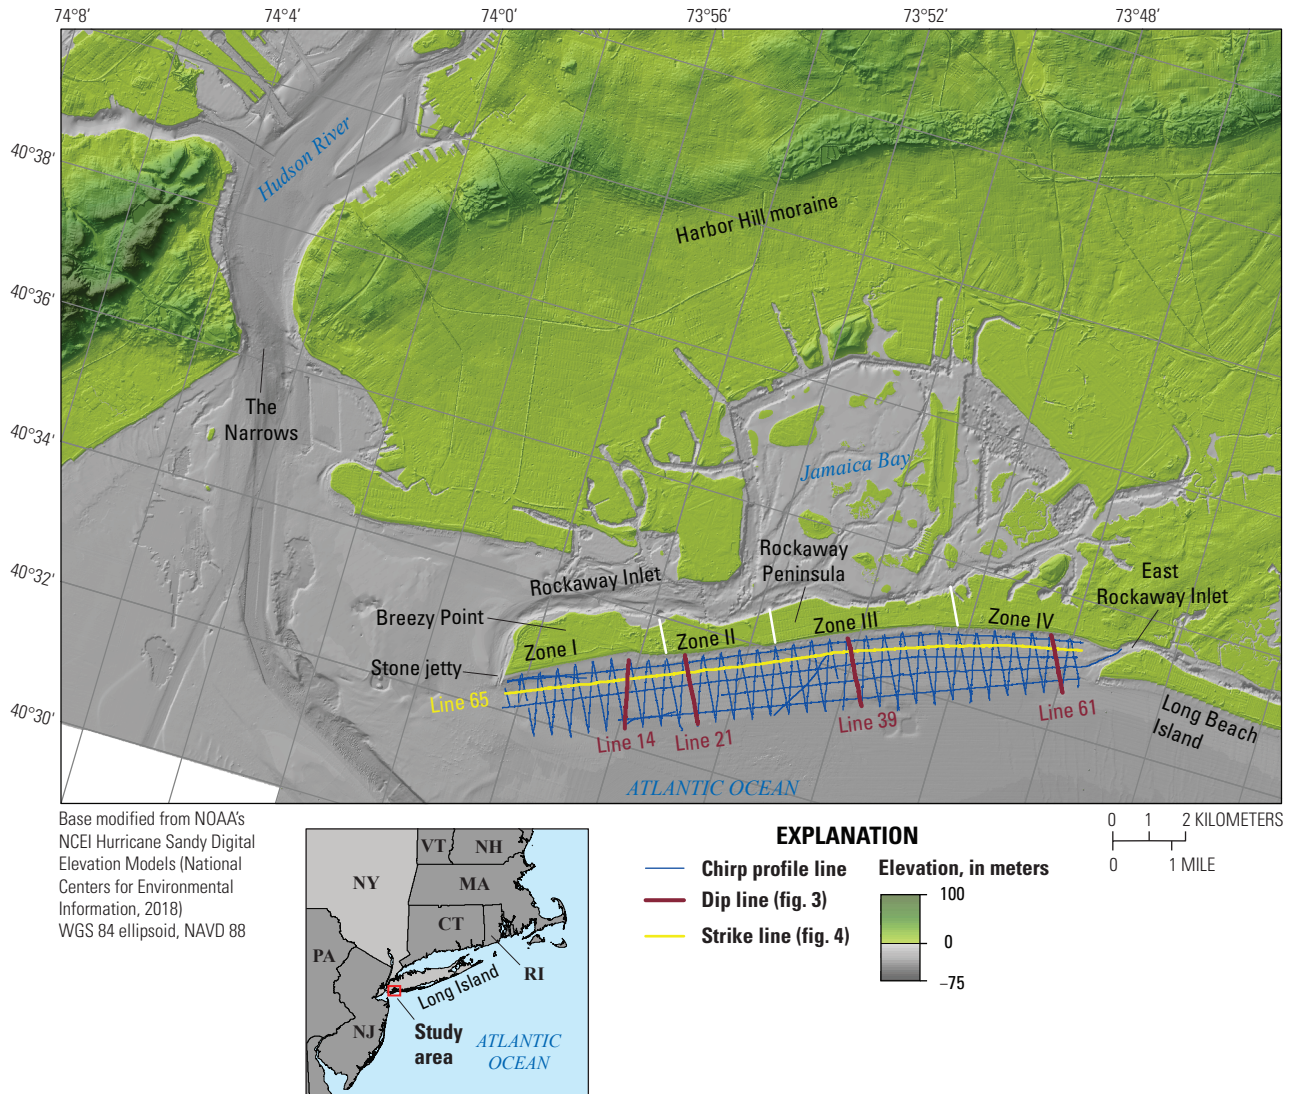 74°8'
74°4'
74°0'
73°56'
73°52'
73°48'
40°38'
40°36'
40°34'
40°32'
40°30'
Hudson River
Harbor Hill moraine
The
Narrows
Jamaica Bay
Rockaway
Peninsula
Rockaway Inlet
East
Rockaway Inlet
Breezy Point
Stone jetty
Zone I
Zone II
Zone III
Zone IV
Line 65
Line 14
Line 21
Line 39
Line 61
Long Beach
Island
ATLANTIC OCEAN
Base modified from NOAA's
NCEI Hurricane Sandy Digital
Elevation Models (National
Centers for Environmental
Information, 2018)
WGS 84 ellipsoid, NAVD 88
VT
NH
NY
MA
CT
RI
PA
NJ
Long Island
Study
area
ATLANTIC
OCEAN
EXPLANATION
Chirp profile line
Dip line (fig. 3)
Strike line (fig. 4)
Elevation, in meters
100
0
−75
0 1 2 KILOMETERS
0 1 MILE